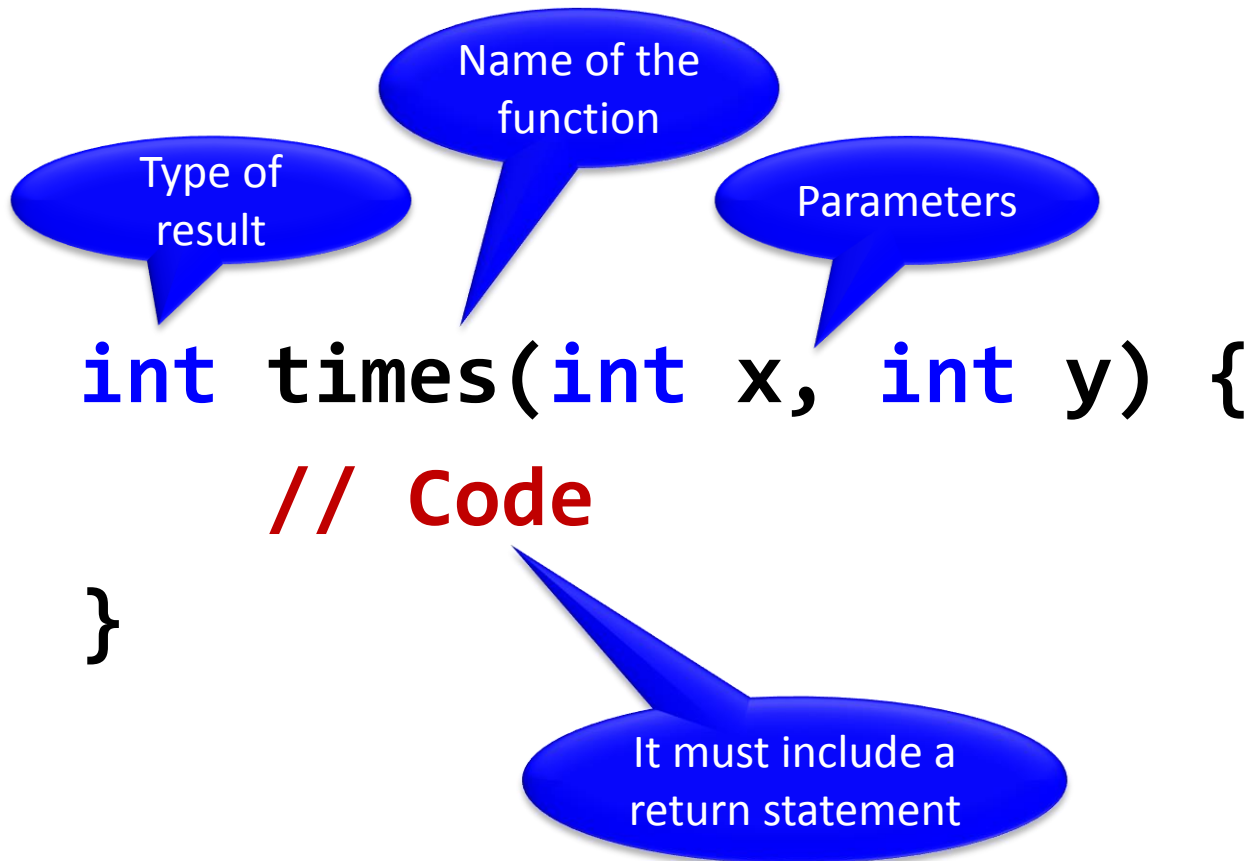 Name of the
function
Type of
result
Parameters
int times(int x, int y) {
// Code
}
It must include a
return statement